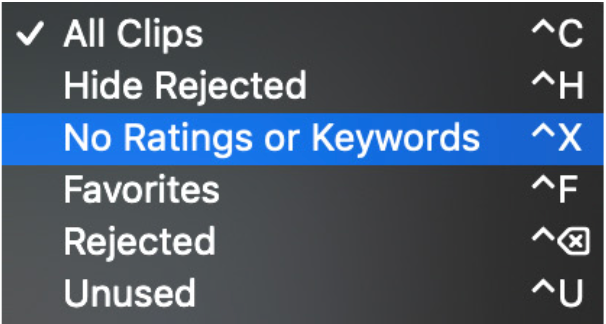 ✓ All Clips ^C
Hide Rejected ^H
No Ratings or Keywords ^X
Favorites ^F
Rejected ^⌫
Unused ^U